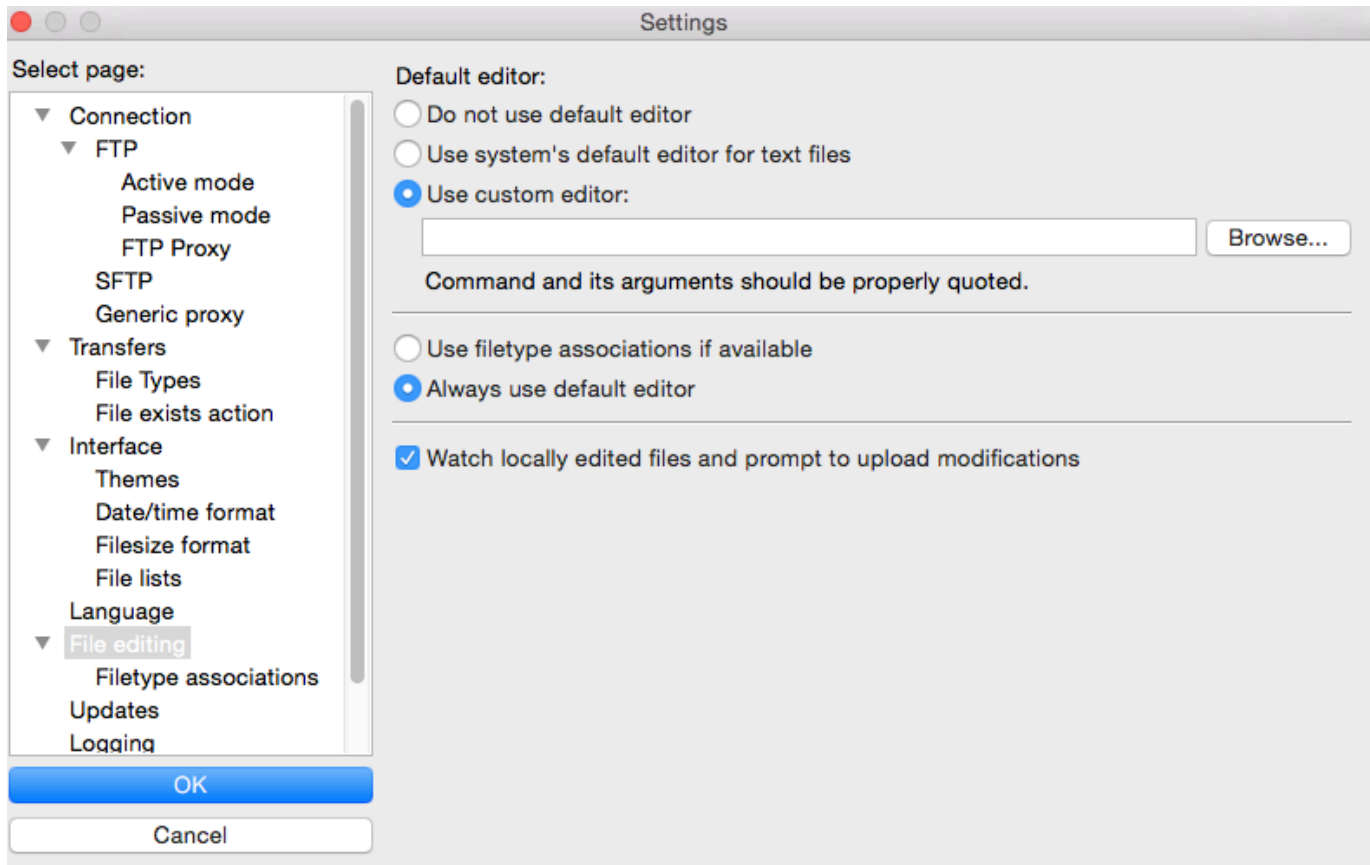 Settings
Select page:
Connection
FTP
Active mode
Passive mode
FTP Proxy
SFTP
Generic proxy
Transfers
File Types
File exists action
Interface
Themes
Date/time format
Filesize format
File lists
Language
File editing
Filetype associations
Updates
Logging
OK
Cancel
Default editor:
Do not use default editor
Use system's default editor for text files
Use custom editor:
Browse...
Command and its arguments should be properly quoted.
Use filetype associations if available
Always use default editor
Watch locally edited files and prompt to upload modifications